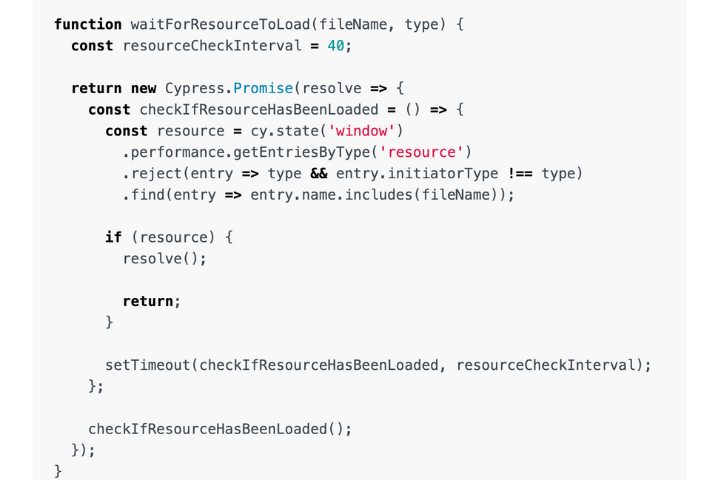 function waitForResourceToLoad(fileName, type) {
  const resourceCheckInterval = 40;

  return new Cypress.Promise(resolve => {
    const checkIfResourceHasBeenLoaded = () => {
      const resource = cy.state('window')
        .performance.getEntriesByType('resource')
        .reject(entry => type && entry.initiatorType !== type)
        .find(entry => entry.name.includes(fileName));

      if (resource) {
        resolve();

        return;
      }

      setTimeout(checkIfResourceHasBeenLoaded, resourceCheckInterval);
    };

    checkIfResourceHasBeenLoaded();
  });
}